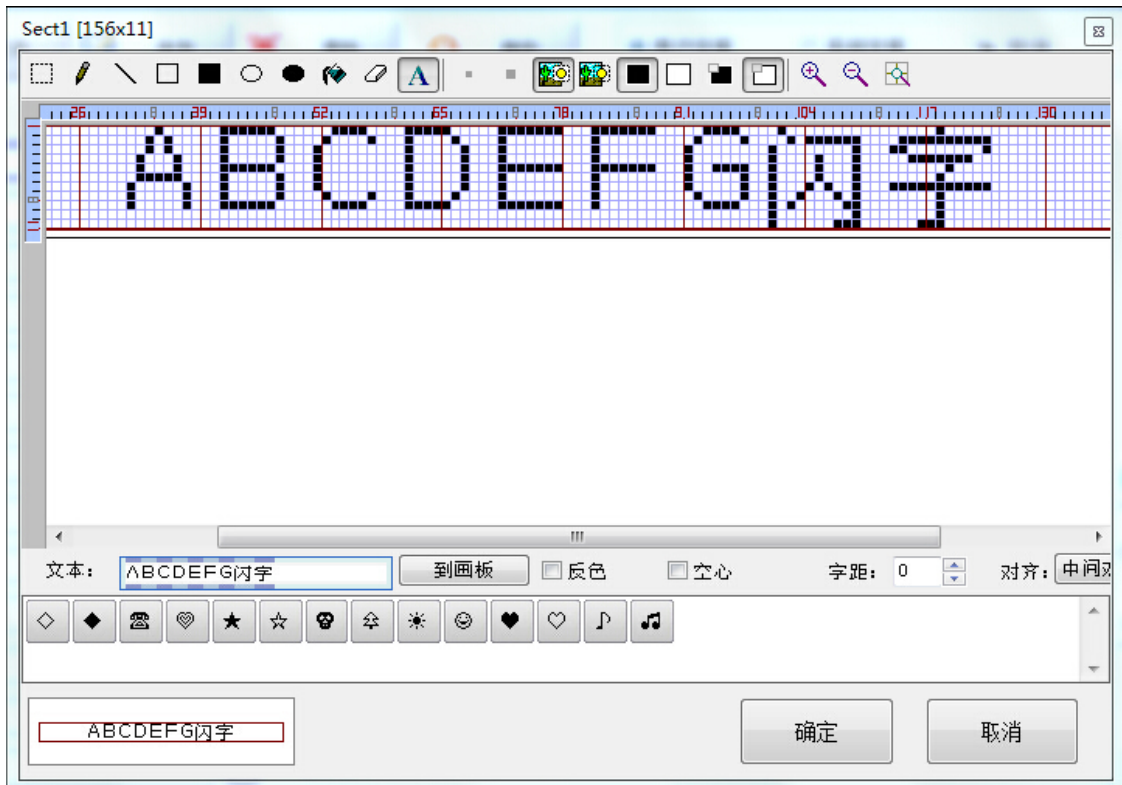 Sect1 [156x11]
A
26 39 52 65 78 91 104 117 130
ABCDEFG闪字
文本： ABCDEFG闪字 到画板 反色 空心 字距： 0 对齐： 中间
ABCDEFG闪字 确定 取消